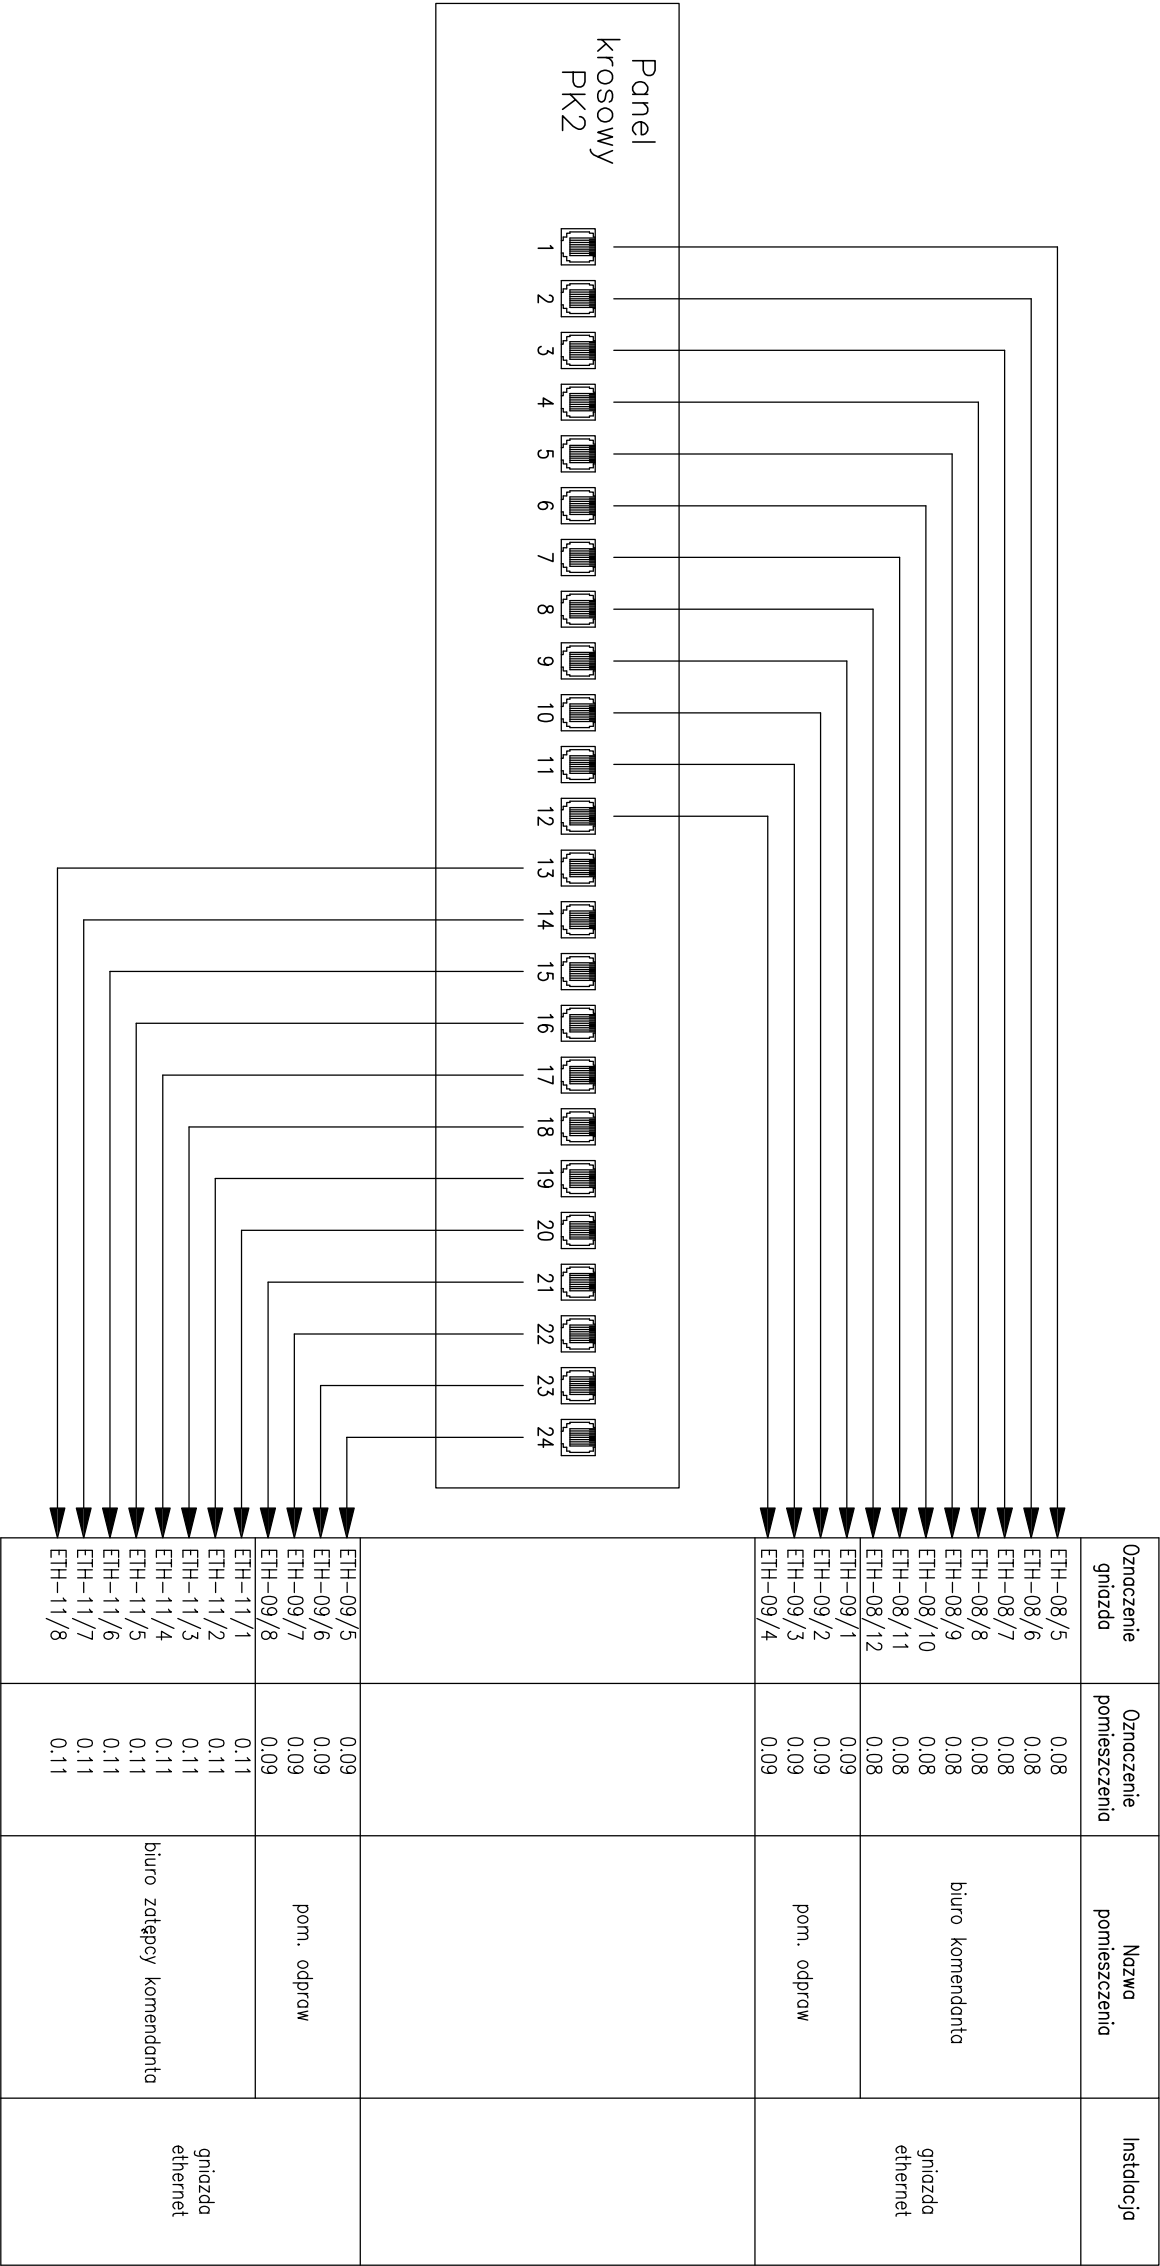 Panel
krosowy
PK2
1
2
3
4
5
6
7
8
9
10
11
12
13
14
15
16
17
18
19
20
21
22
23
24
Oznaczenie
gniazda
Oznaczenie
pomieszczenia
Nazwa
pomieszczenia
Instalacja
ETH-08/5 0.08
ETH-08/6 0.08
ETH-08/7 0.08
ETH-08/8 0.08
ETH-08/9 0.08
ETH-08/10 0.08
ETH-08/11 0.08
ETH-08/12 0.08
biuro komendanta
ETH-09/1 0.09
ETH-09/2 0.09
ETH-09/3 0.09
ETH-09/4 0.09
pom. odpraw
gniazda
ethernet
ETH-09/5 0.09
ETH-09/6 0.09
ETH-09/7 0.09
ETH-09/8 0.09
pom. odpraw
ETH-11/1 0.11
ETH-11/2 0.11
ETH-11/3 0.11
ETH-11/4 0.11
ETH-11/5 0.11
ETH-11/6 0.11
ETH-11/7 0.11
ETH-11/8 0.11
biuro zatępcy komendanta
gniazda
ethernet